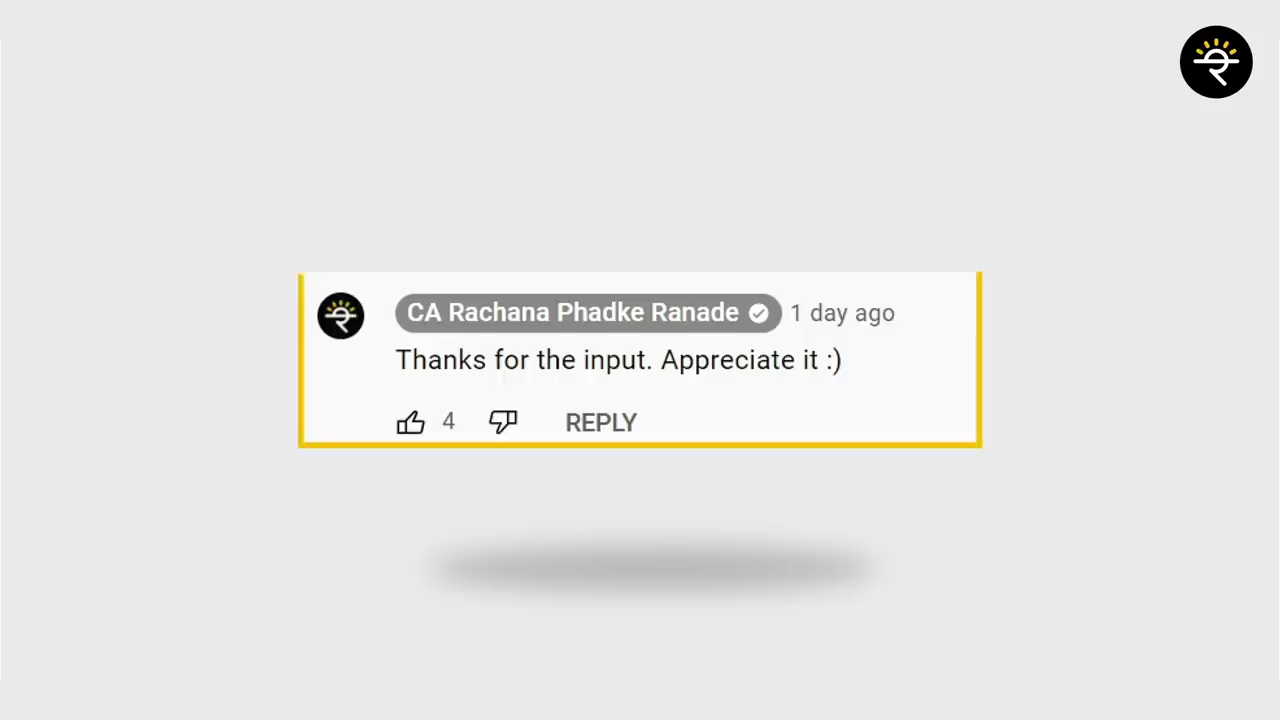 CA Rachana Phadke Ranade 1 day ago
Thanks for the input. Appreciate it :)
4 REPLY